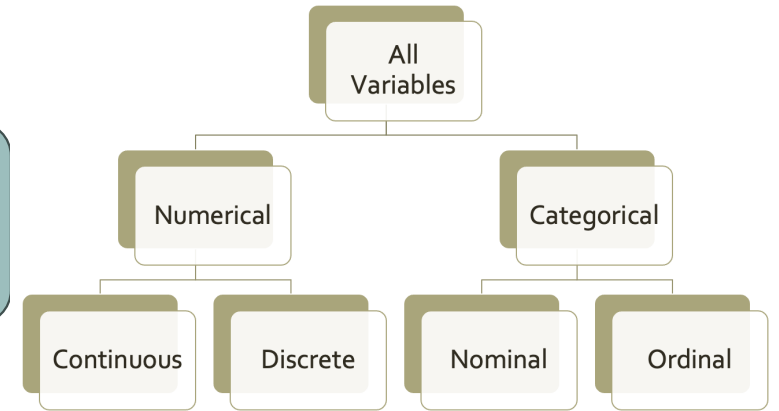 All
Variables
Numerical
Categorical
Continuous
Discrete
Nominal
Ordinal